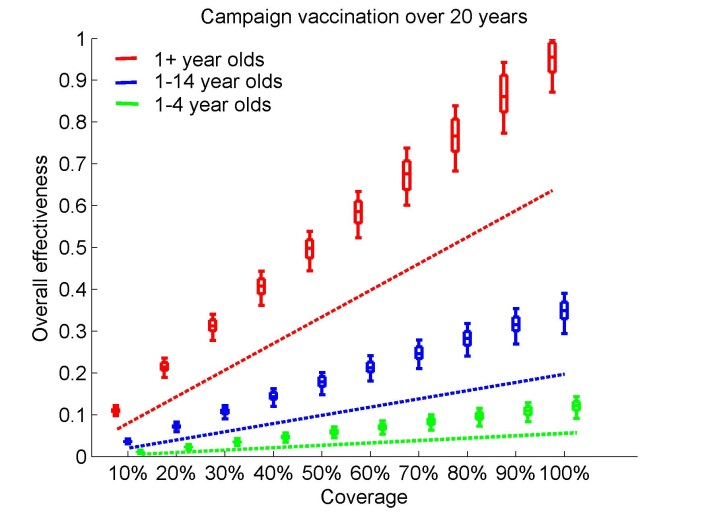 Campaign vaccination over 20 years
1+ year olds
1-14 year olds
1-4 year olds
Overall effectiveness
1
0.9
0.8
0.7
0.6
0.5
0.4
0.3
0.2
0.1
0
10% 20% 30% 40% 50% 60% 70% 80% 90% 100%
Coverage